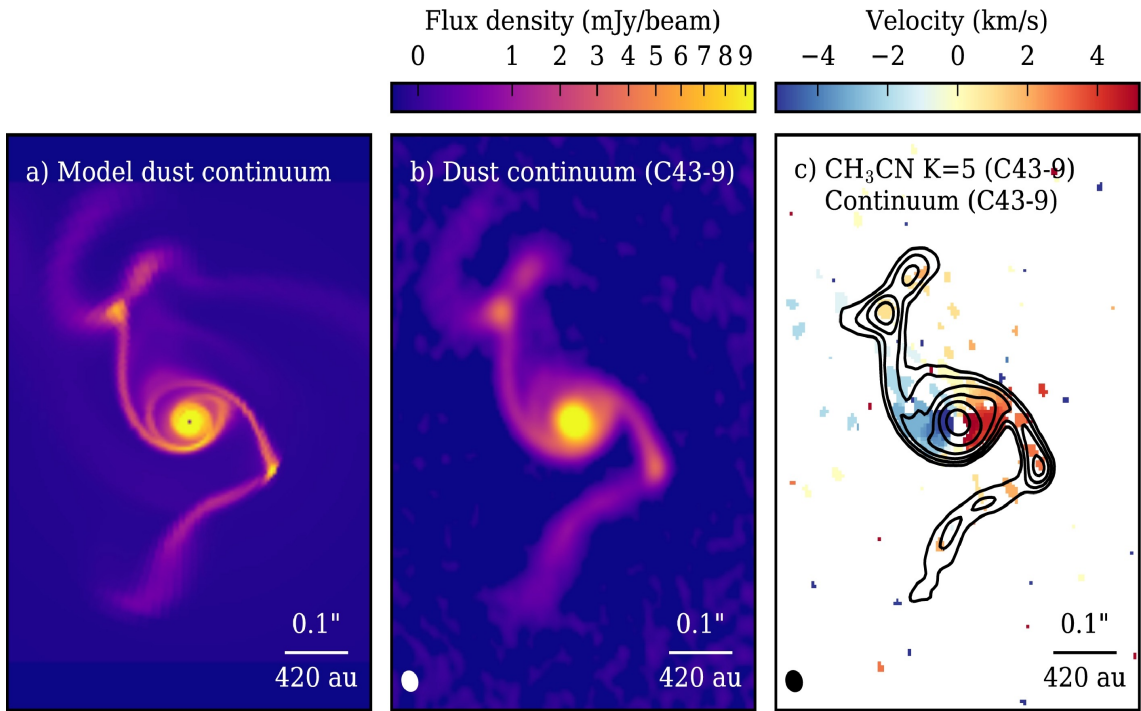 Flux density (mJy/beam)
Velocity (km/s)
0 1 2 3 4 5 6 7 8 9
−4 −2 0 2 4
a) Model dust continuum
b) Dust continuum (C43-9)
c) CH₃CN K=5 (C43-9)
Continuum (C43-9)
0.1"
420 au
0.1"
420 au
0.1"
420 au